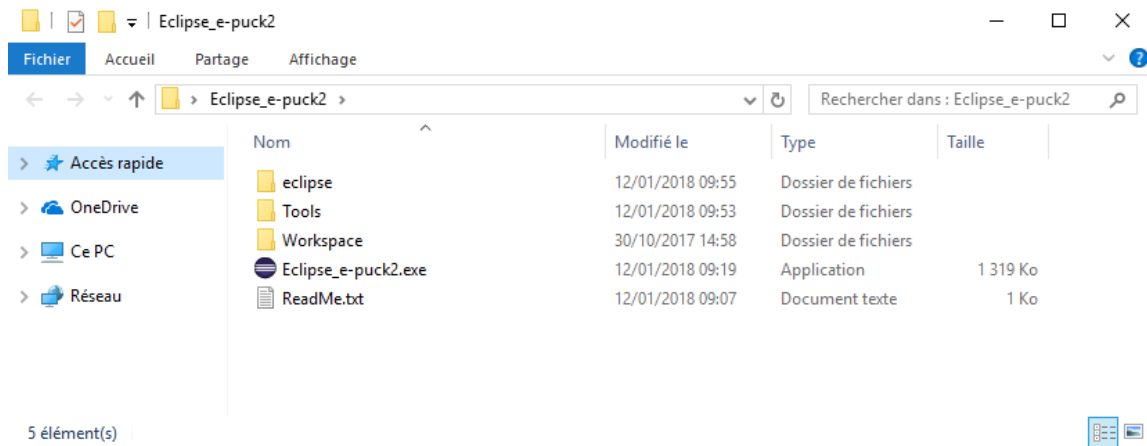 Eclipse_e-puck2
Fichier Accueil Partage Affichage ?
Eclipse_e-puck2 Rechercher dans : Eclipse_e-puck2
Nom Modifié le Type Taille
Accès rapide
OneDrive
Ce PC
Réseau
eclipse 12/01/2018 09:55 Dossier de fichiers
Tools 12/01/2018 09:53 Dossier de fichiers
Workspace 30/10/2017 14:58 Dossier de fichiers
Eclipse_e-puck2.exe 12/01/2018 09:19 Application 1 319 Ko
ReadMe.txt 12/01/2018 09:07 Document texte 1 Ko
5 élément(s)